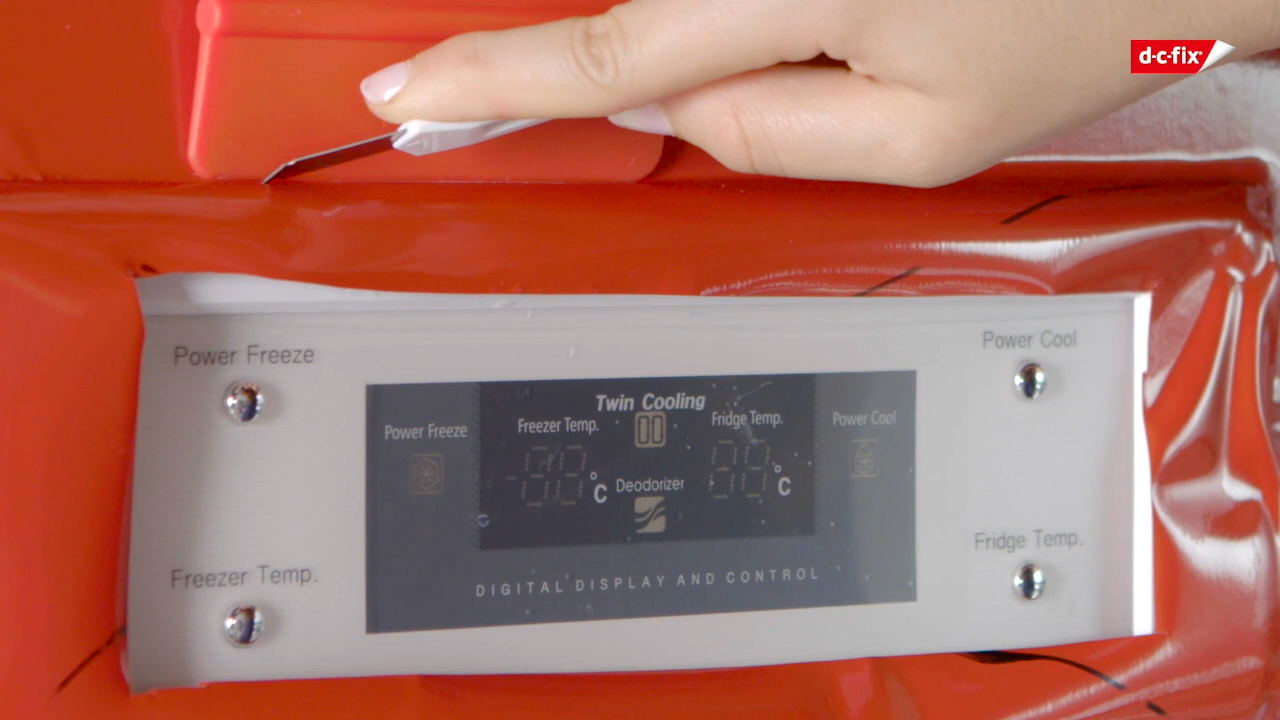 d-c-fix®
Power Freeze
Power Cool
Twin Cooling
Power Freeze
Freezer Temp.
Fridge Temp.
Power Cool
°C
Deodorizer
°C
Freezer Temp.
Fridge Temp.
DIGITAL DISPLAY AND CONTROL